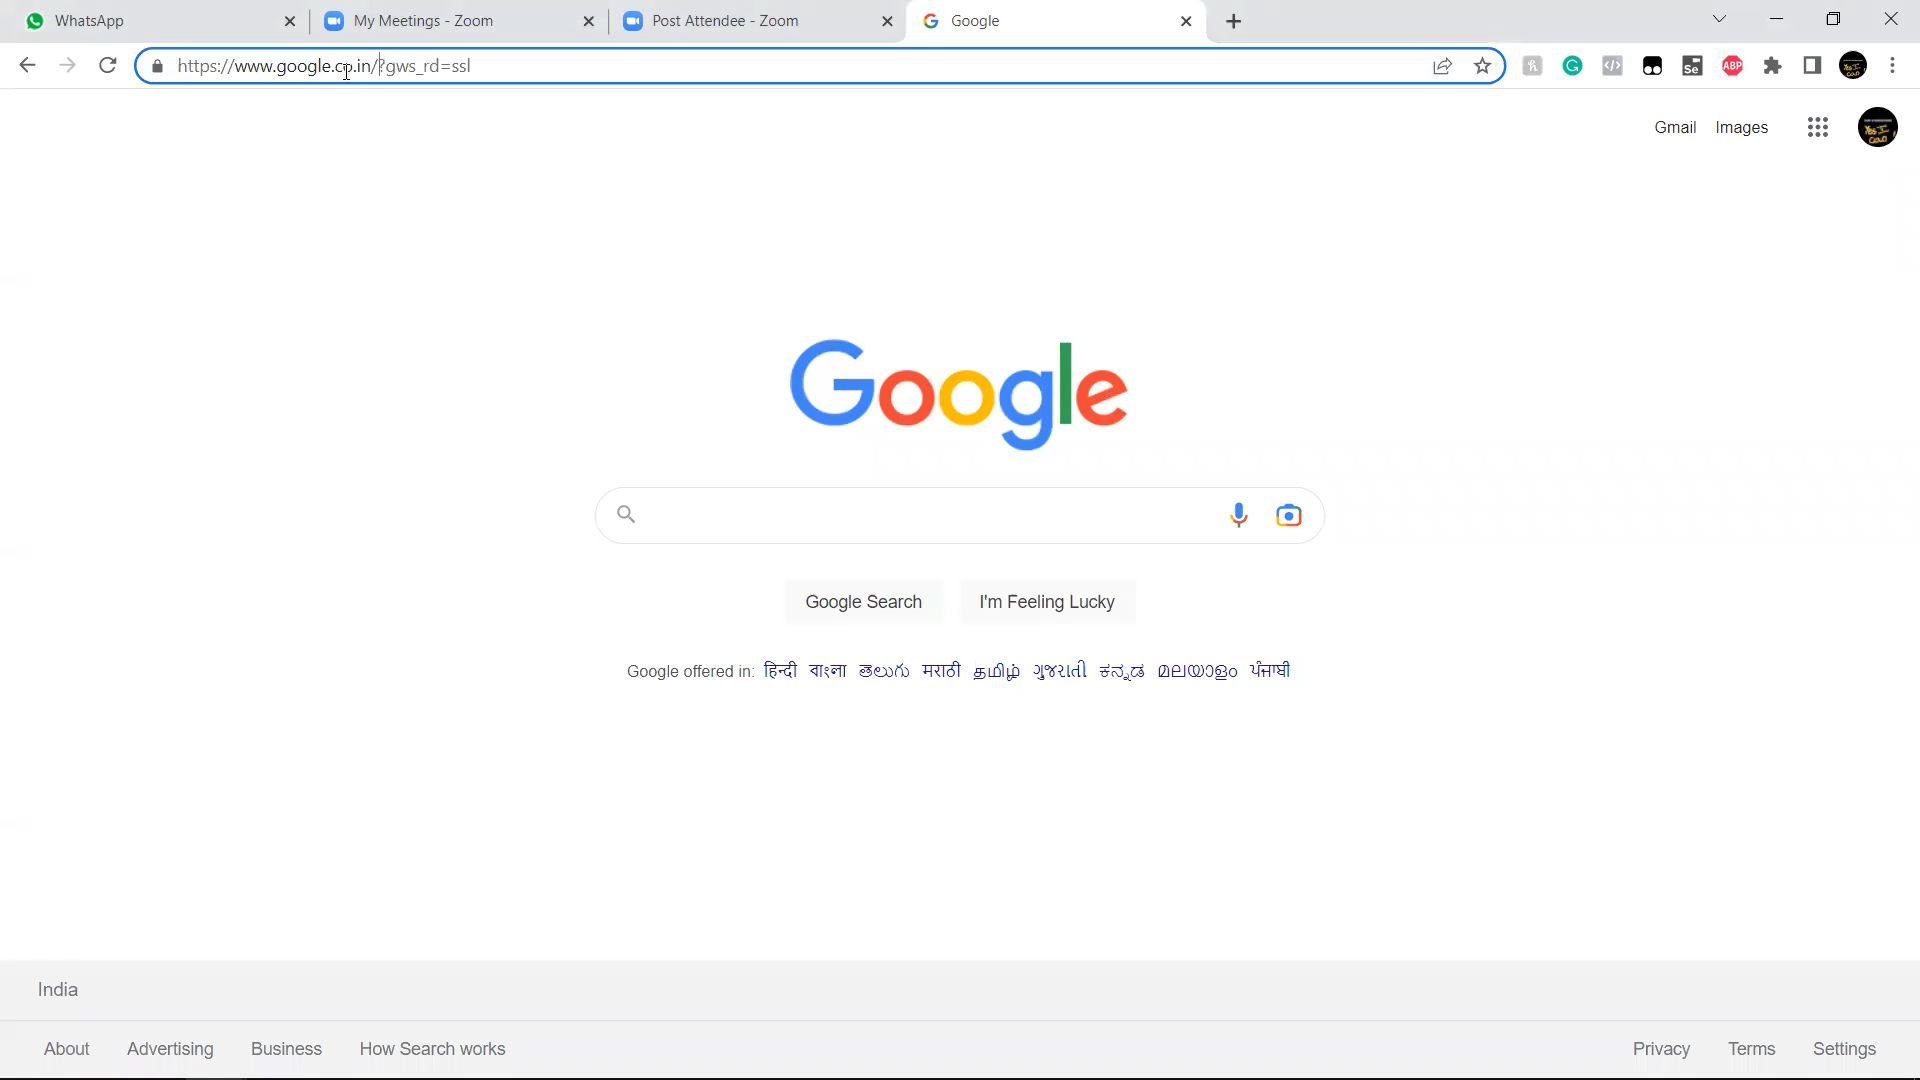 WhatsApp My Meetings - Zoom Post Attendee - Zoom Google
https://www.google.co.in/?gws_rd=ssl
Se ABP
Gmail Images
Google
Google Search I'm Feeling Lucky
Google offered in: हिन्दी বাংলা తెలుగు मराठी தமிழ் ગુજરાતી ಕನ್ನಡ മലയാളം ਪੰਜਾਬੀ
India
About Advertising Business How Search works Privacy Terms Settings